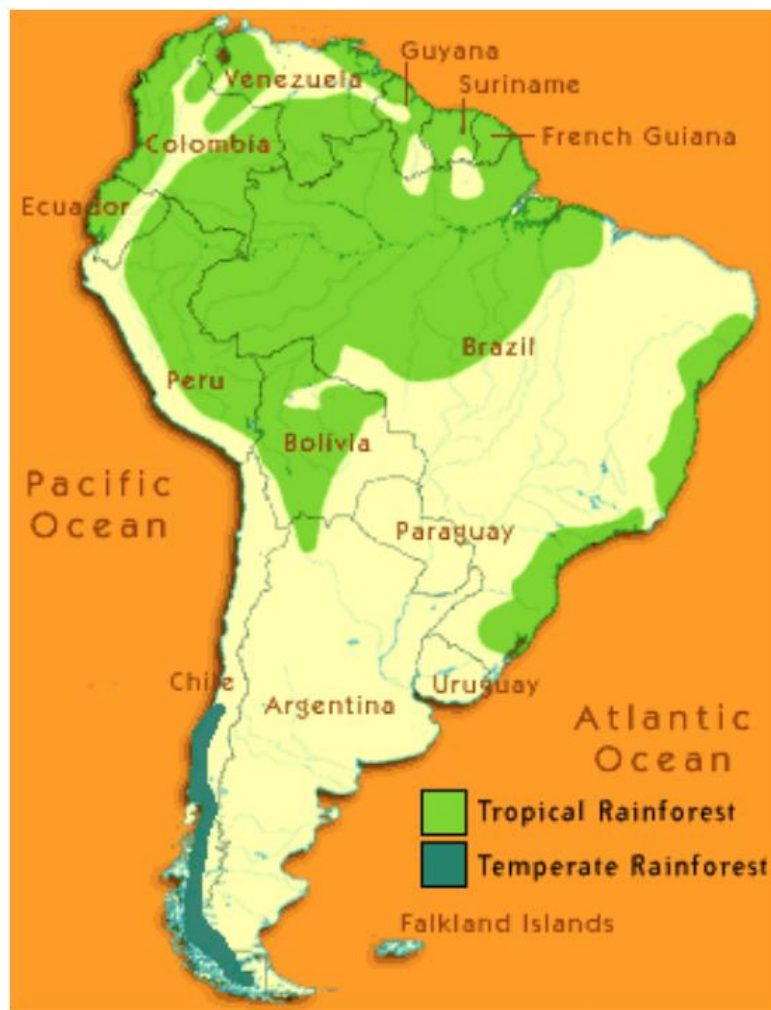 Guyana
Suriname
Venezuela
French Guiana
Colombia
Ecuador
Brazil
Peru
Bolivia
Pacific
Ocean
Paraguay
Chile
Uruguay
Argentina
Atlantic
Ocean
Tropical Rainforest
Temperate Rainforest
Falkland Islands